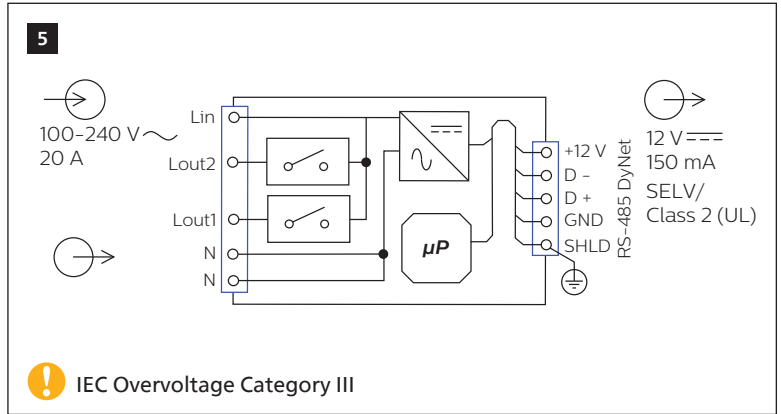 5
100-240 V
20 A
Lin
Lout2
Lout1
N
N
µP
+12 V
D -
D +
GND
SHLD
RS-485 DyNet
12 V
150 mA
SELV/
Class 2 (UL)
! IEC Overvoltage Category III